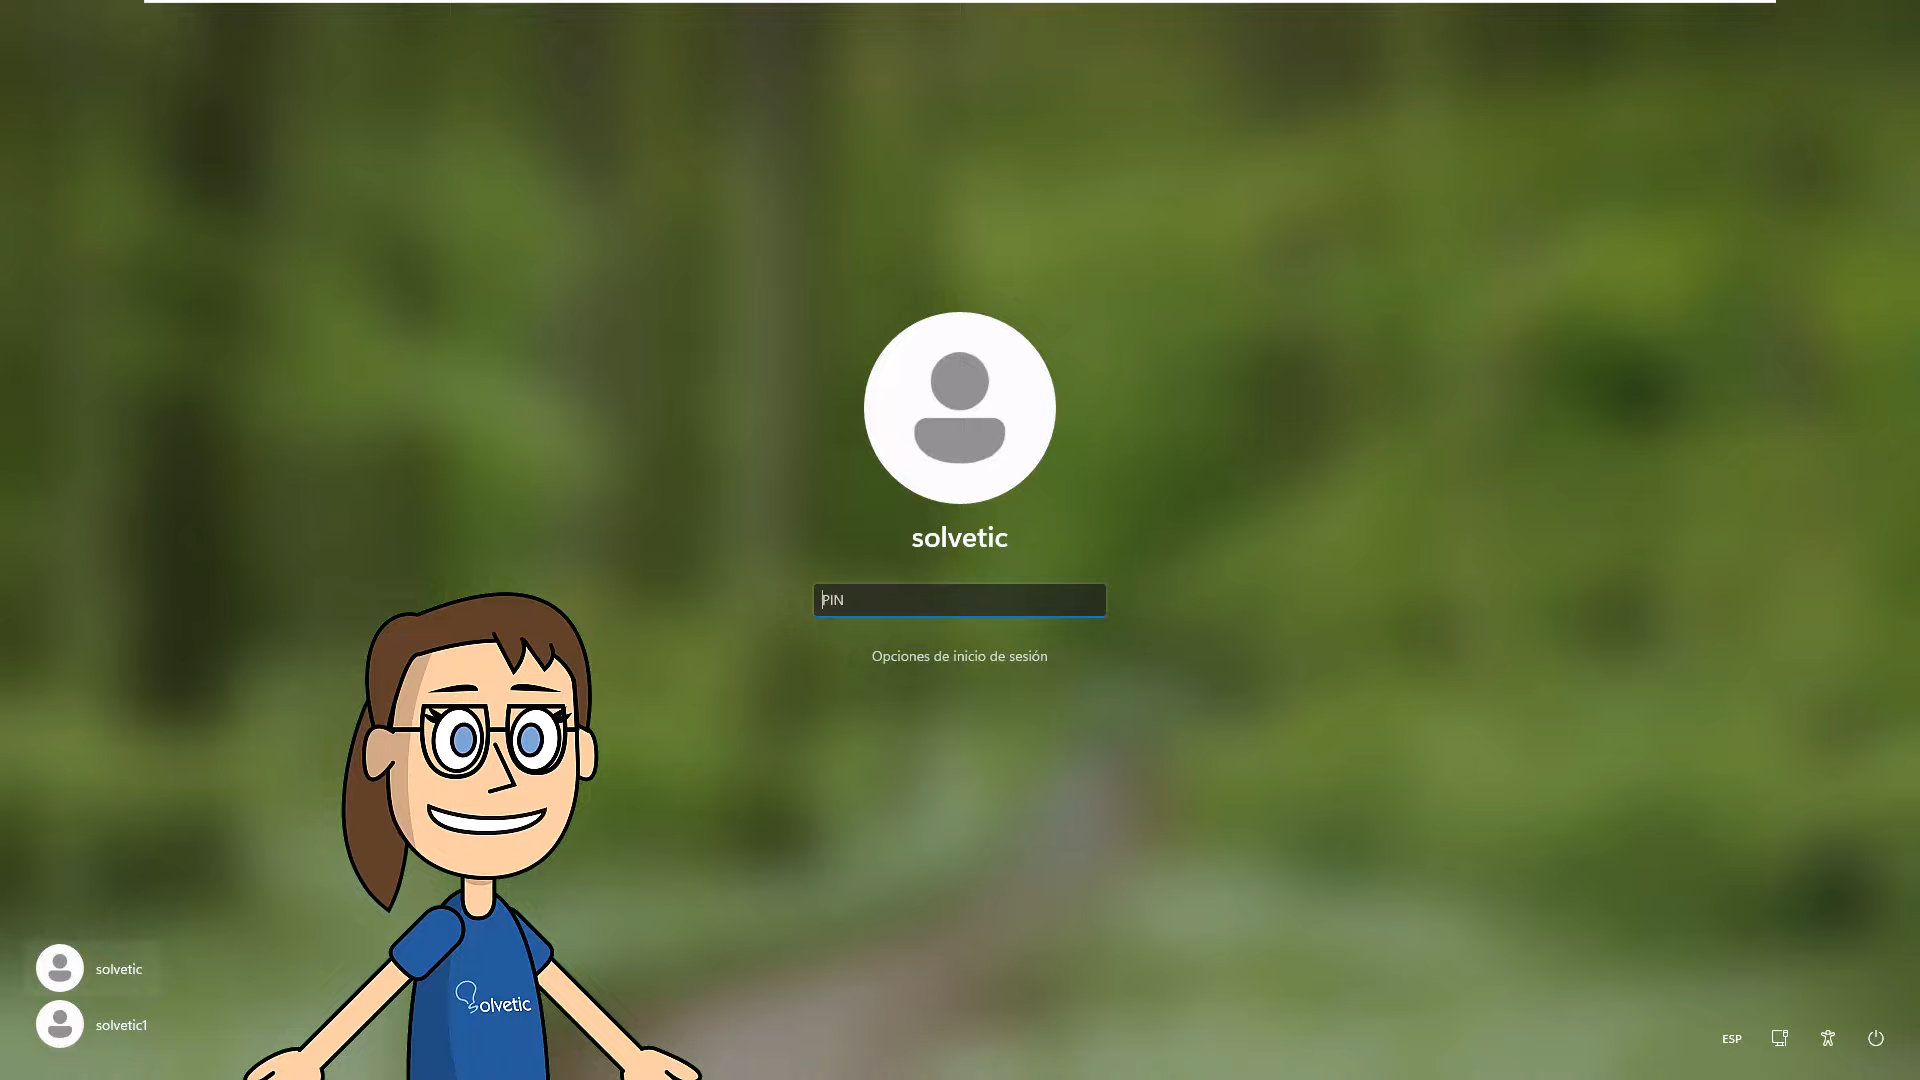 solvetic
PIN
Opciones de inicio de sesión
Solvetic
solvetic
solvetic1
ESP